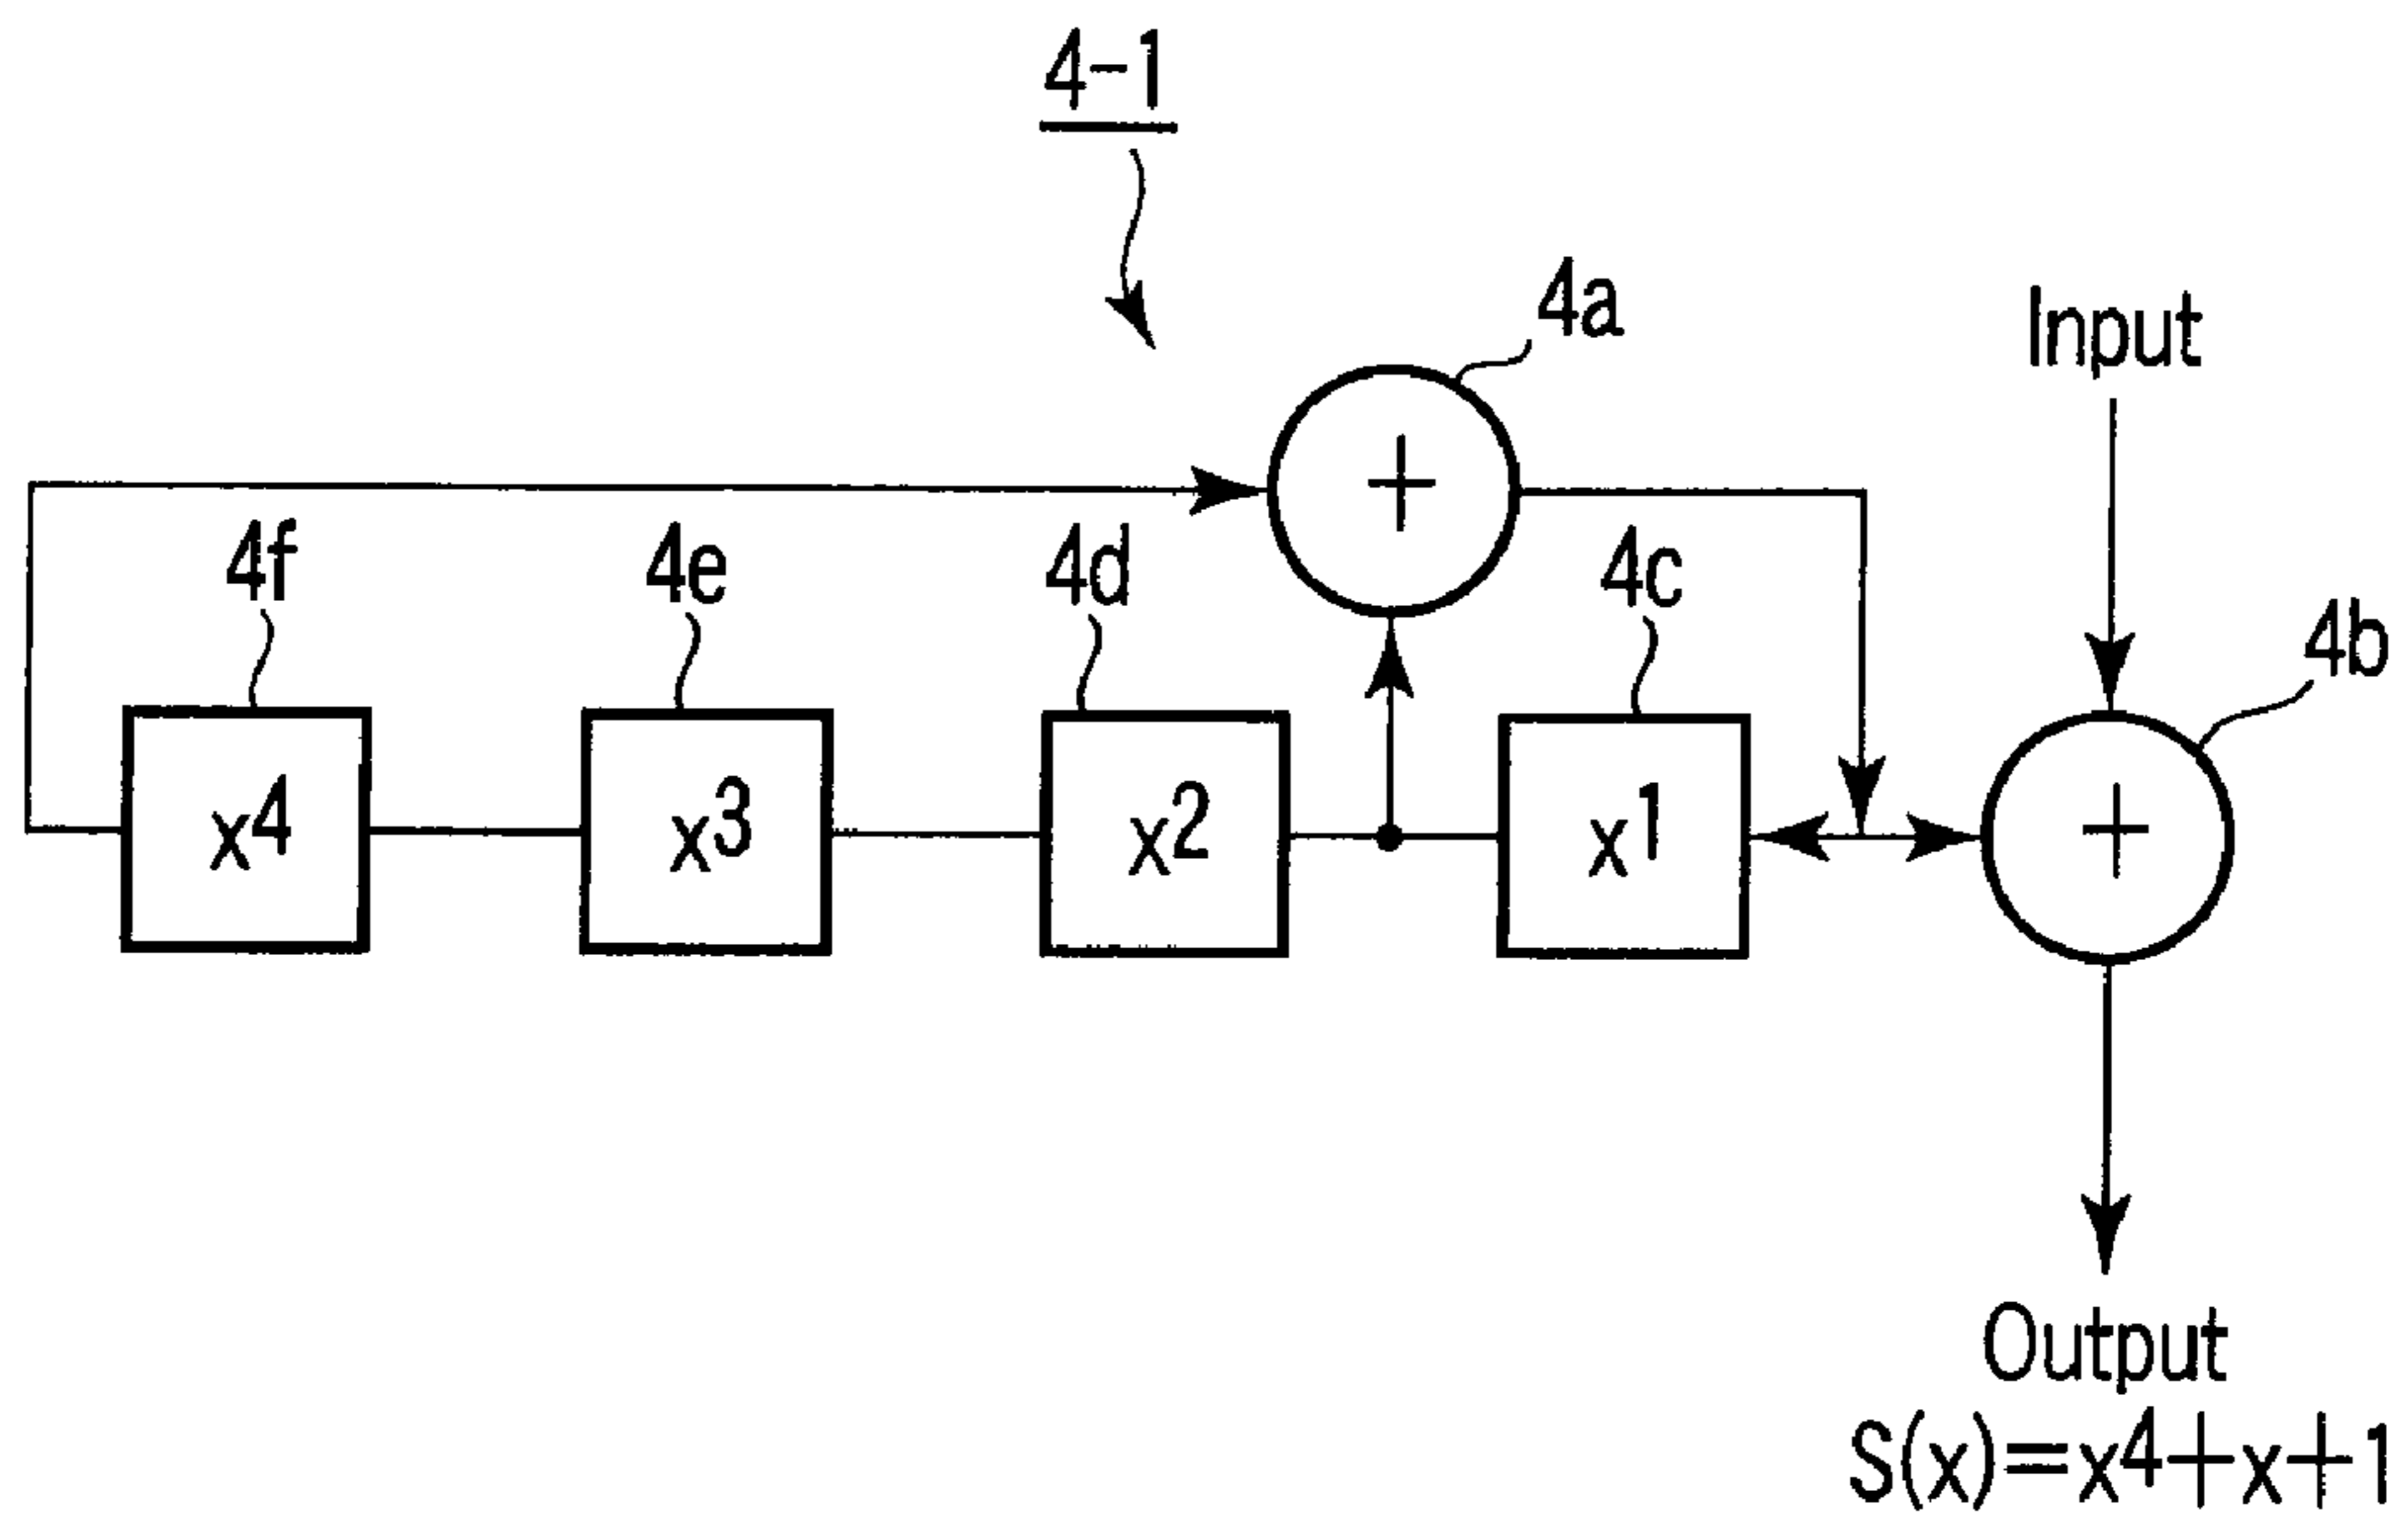 4-1
4a
Input
4f
4e
4d
4c
4b
+
x4
x3
x2
x1
+
Output
S(x)=x4+x+1